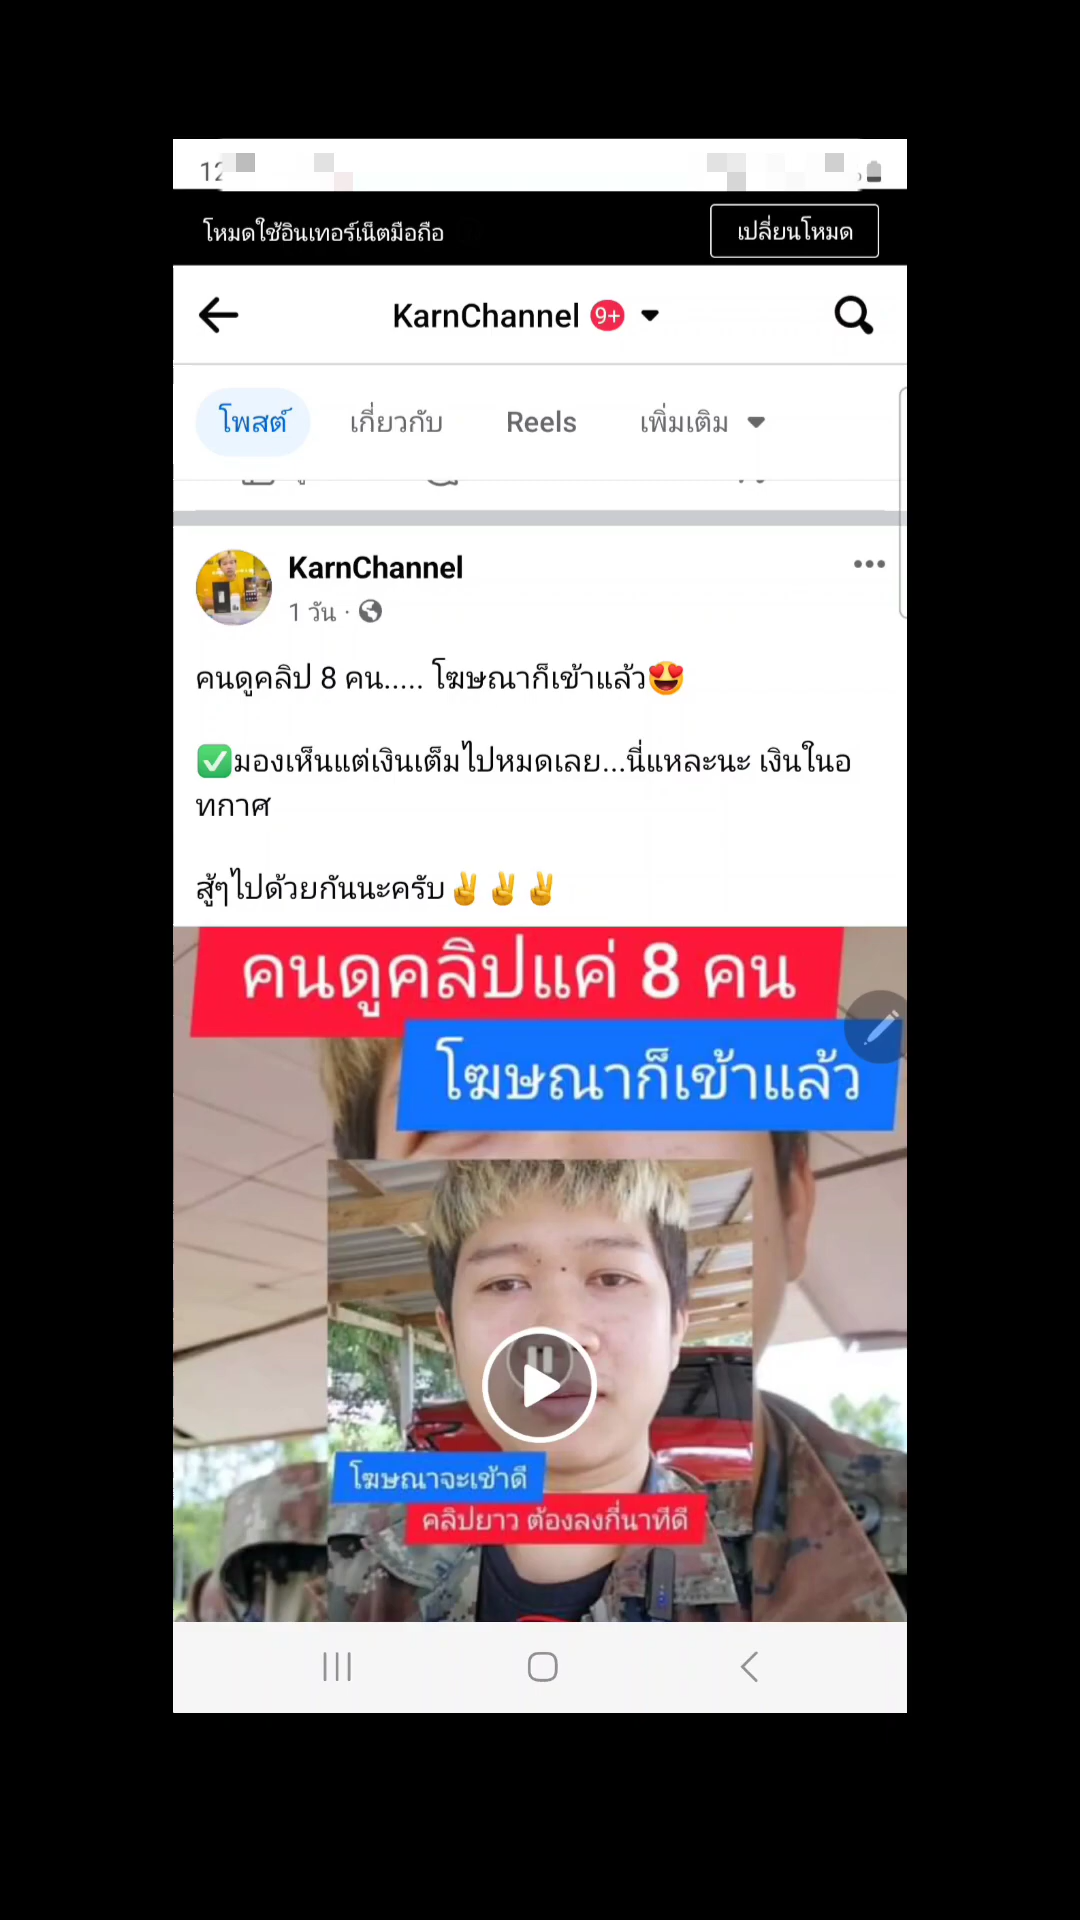 12
โหมดใช้อินเทอร์เน็ตมือถือ
เปลี่ยนโหมด
KarnChannel 9+
โพสต์ เกี่ยวกับ Reels เพิ่มเติม
KarnChannel
1 วัน ·
คนดูคลิป 8 คน..... โฆษณาก็เข้าแล้ว😍
✅มองเห็นแต่เงินเต็มไปหมดเลย...นี่แหละนะ เงินในอ
ทกาศ
สู้ๆไปด้วยกันนะครับ✌️✌️✌️
คนดูคลิปแค่ 8 คน
โฆษณาก็เข้าแล้ว
โฆษณาจะเข้าดี
คลิปยาว ต้องลงกี่นาทีดี